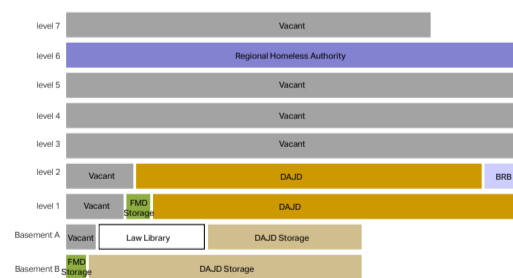 level 7 Vacant
level 6 Regional Homeless Authority
level 5 Vacant
level 4 Vacant
level 3 Vacant
level 2 Vacant DAJD BRB
level 1 Vacant FMD Storage DAJD
Basement A Vacant Law Library DAJD Storage
Basement B FMD Storage DAJD Storage